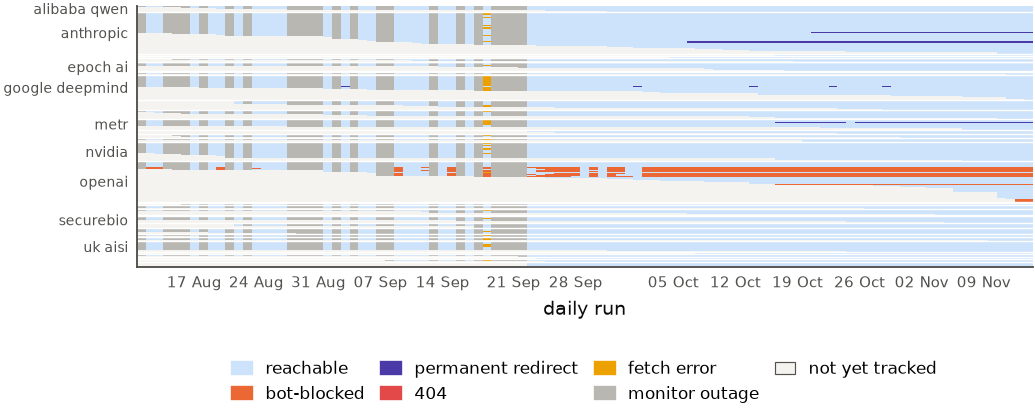 alibaba qwen
anthropic
epoch ai
google deepmind
metr
nvidia
openai
securebio
uk aisi
17 Aug 24 Aug 31 Aug 07 Sep 14 Sep 21 Sep 28 Sep 05 Oct 12 Oct 19 Oct 26 Oct 02 Nov 09 Nov
daily run
reachable permanent redirect fetch error not yet tracked
bot-blocked 404 monitor outage